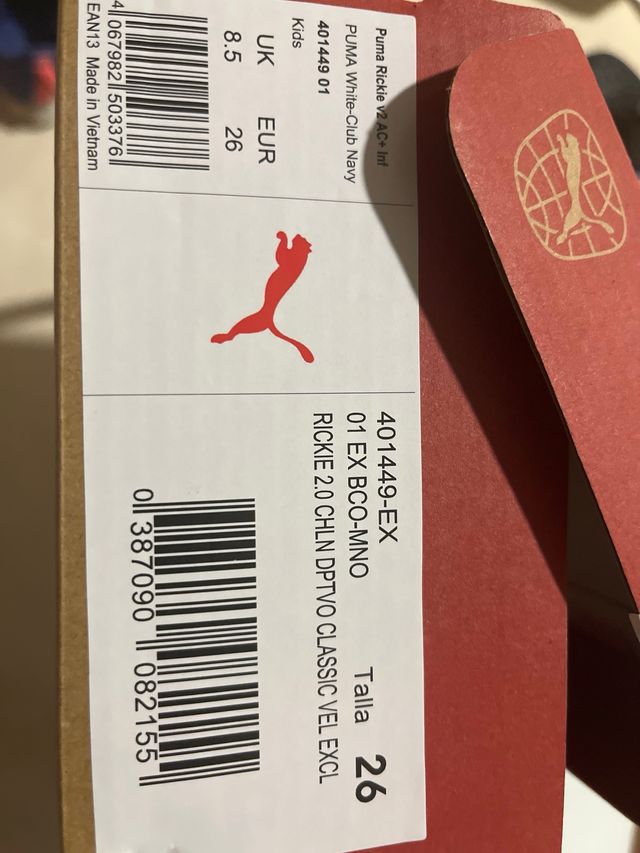 Puma Rickie v2 AC+ Inf
PUMA White-Club Navy
401449 01
Kids
UK EUR
8.5 26
4 067982 503376
EAN13 Made in Vietnam
401449-EX
01 EX BCO-MNO Talla 26
RICKIE 2.0 CHLN DPTVO CLASSIC VEL EXCL
0 387090 082155